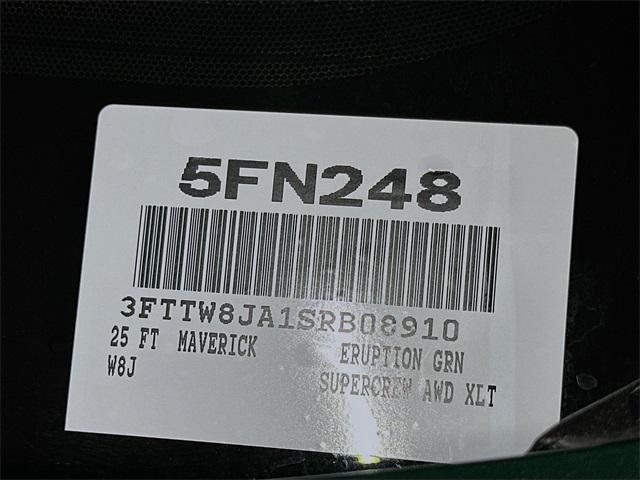 5FN248
3FTTW8JA1SRB08910
25 FT MAVERICK ERUPTION GRN
W8J SUPERCREW AWD XLT